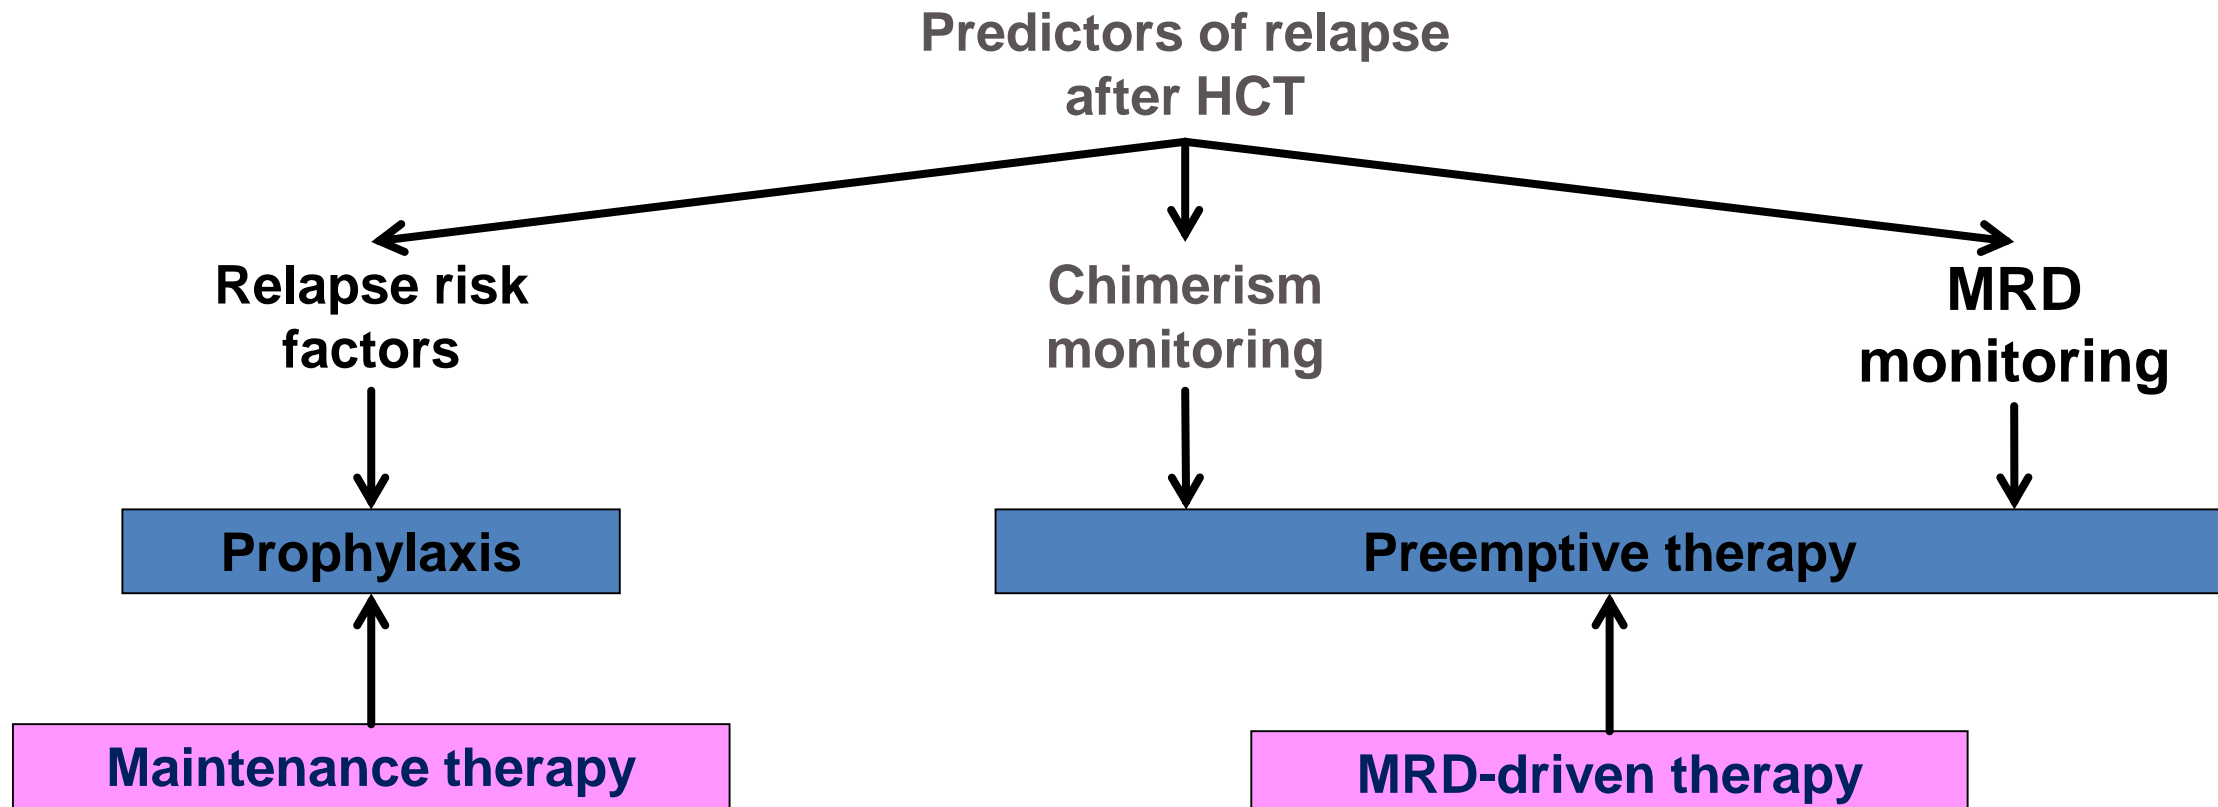 Predictors of relapse
after HCT
Relapse risk
factors
Chimerism
monitoring
MRD
monitoring
Prophylaxis
Preemptive therapy
Maintenance therapy
MRD-driven therapy